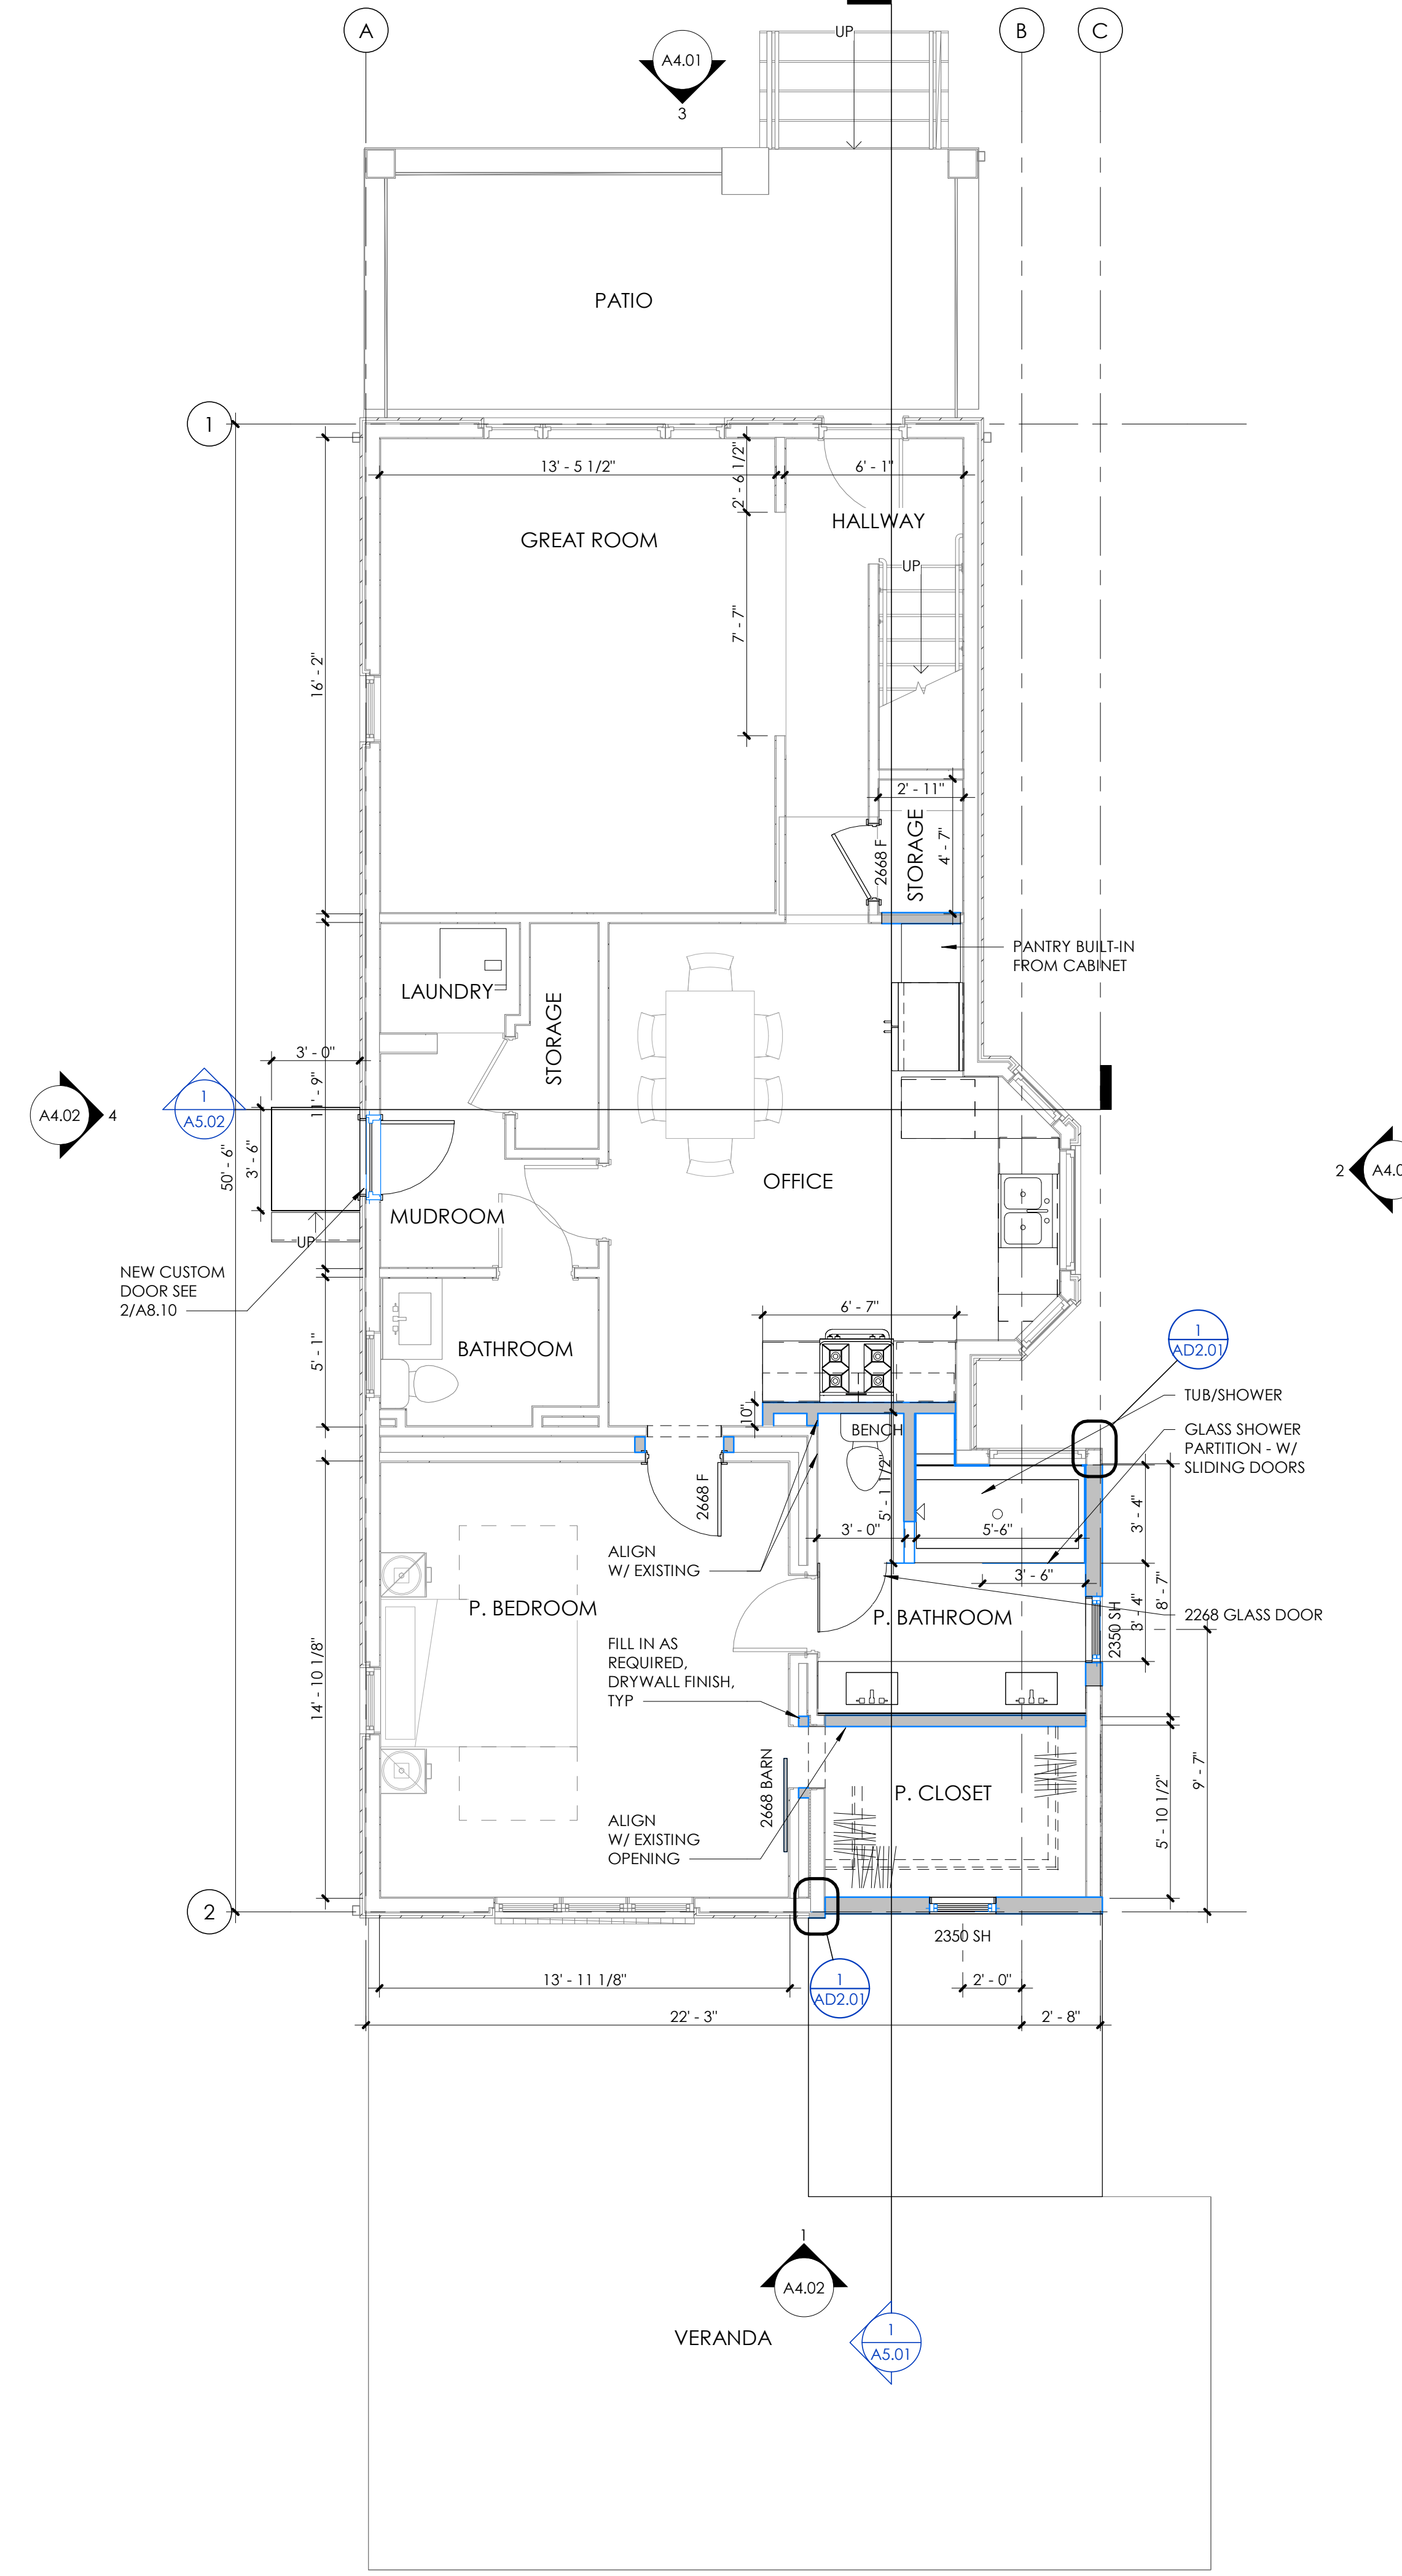 A
B
C
UP
A4.01
3
PATIO
1
13' - 5 1/2"
2' - 6 1/2"
6' - 1"
HALLWAY
GREAT ROOM
UP
7' - 7"
16' - 2"
2' - 11"
STORAGE
4' - 7"
2668 F
PANTRY BUILT-IN
FROM CABINET
LAUNDRY
STORAGE
3' - 0"
11' - 9"
A4.02
4
1
A5.02
50' - 6"
3' - 6"
2
OFFICE
MUDROOM
UP
NEW CUSTOM
DOOR SEE
2/A8.10
6' - 7"
5' - 1"
BATHROOM
1
AD2.01
TUB/SHOWER
10"
BENCH
GLASS SHOWER
PARTITION - W/
SLIDING DOORS
2668 F
5' - 1 1/2"
3' - 0"
5'-6"
3' - 4"
ALIGN
W/ EXISTING
3' - 6"
8' - 7"
P. BEDROOM
P. BATHROOM
2268 GLASS DOOR
2350 SH
3' - 4"
FILL IN AS
REQUIRED,
DRYWALL FINISH,
TYP
14' - 10 1/8"
2668 BARN
P. CLOSET
9' - 7"
5' - 10 1/2"
ALIGN
W/ EXISTING
OPENING
2
2350 SH
13' - 11 1/8"
1
AD2.01
2' - 0"
22' - 3"
2' - 8"
1
A4.02
VERANDA
1
A5.01